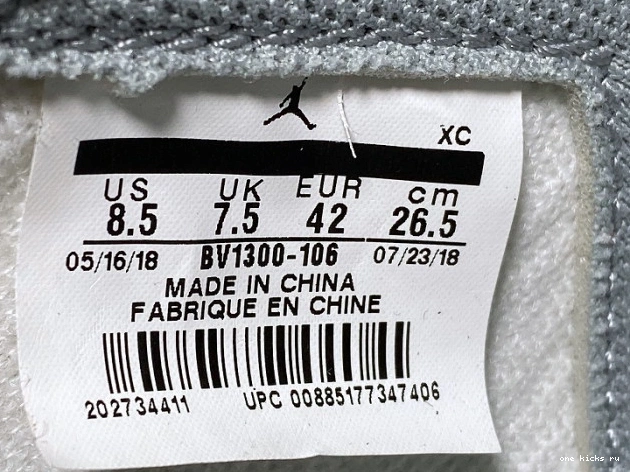 XC
US UK EUR cm
8.5 7.5 42 26.5
05/16/18 BV1300-106 07/23/18
MADE IN CHINA
FABRIQUE EN CHINE
202734411 UPC 00885177347406
one.kicks.ru